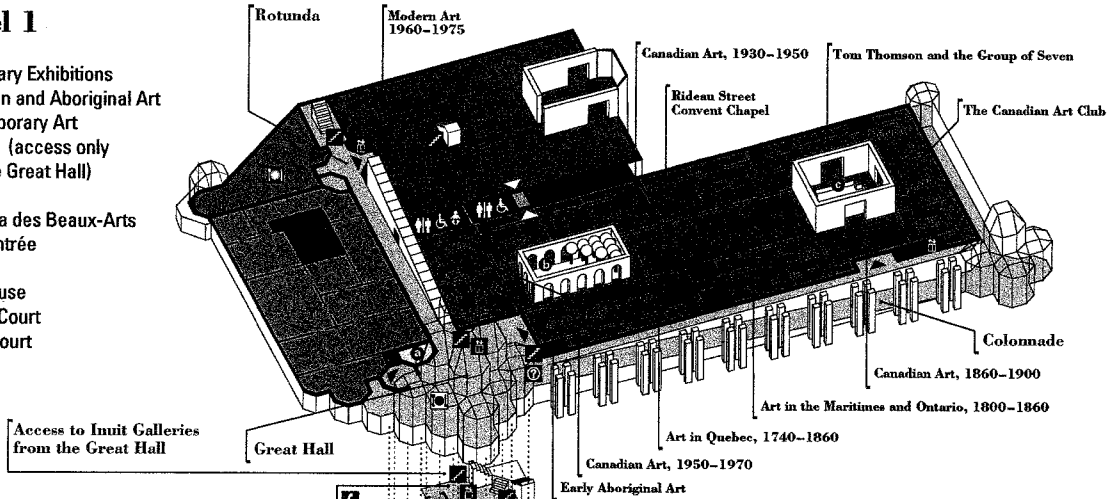 el 1
ary Exhibitions
n and Aboriginal Art
porary Art
(access only
e Great Hall)
a des Beaux-Arts
ntrée
use
Court
ourt
Rotunda
Modern Art
1960–1975
Canadian Art, 1930–1950
Tom Thomson and the Group of Seven
Rideau Street
Convent Chapel
The Canadian Art Club
Colonnade
Canadian Art, 1860–1900
Art in the Maritimes and Ontario, 1800–1860
Art in Quebec, 1740–1860
Canadian Art, 1950–1970
Early Aboriginal Art
Great Hall
Access to Inuit Galleries
from the Great Hall